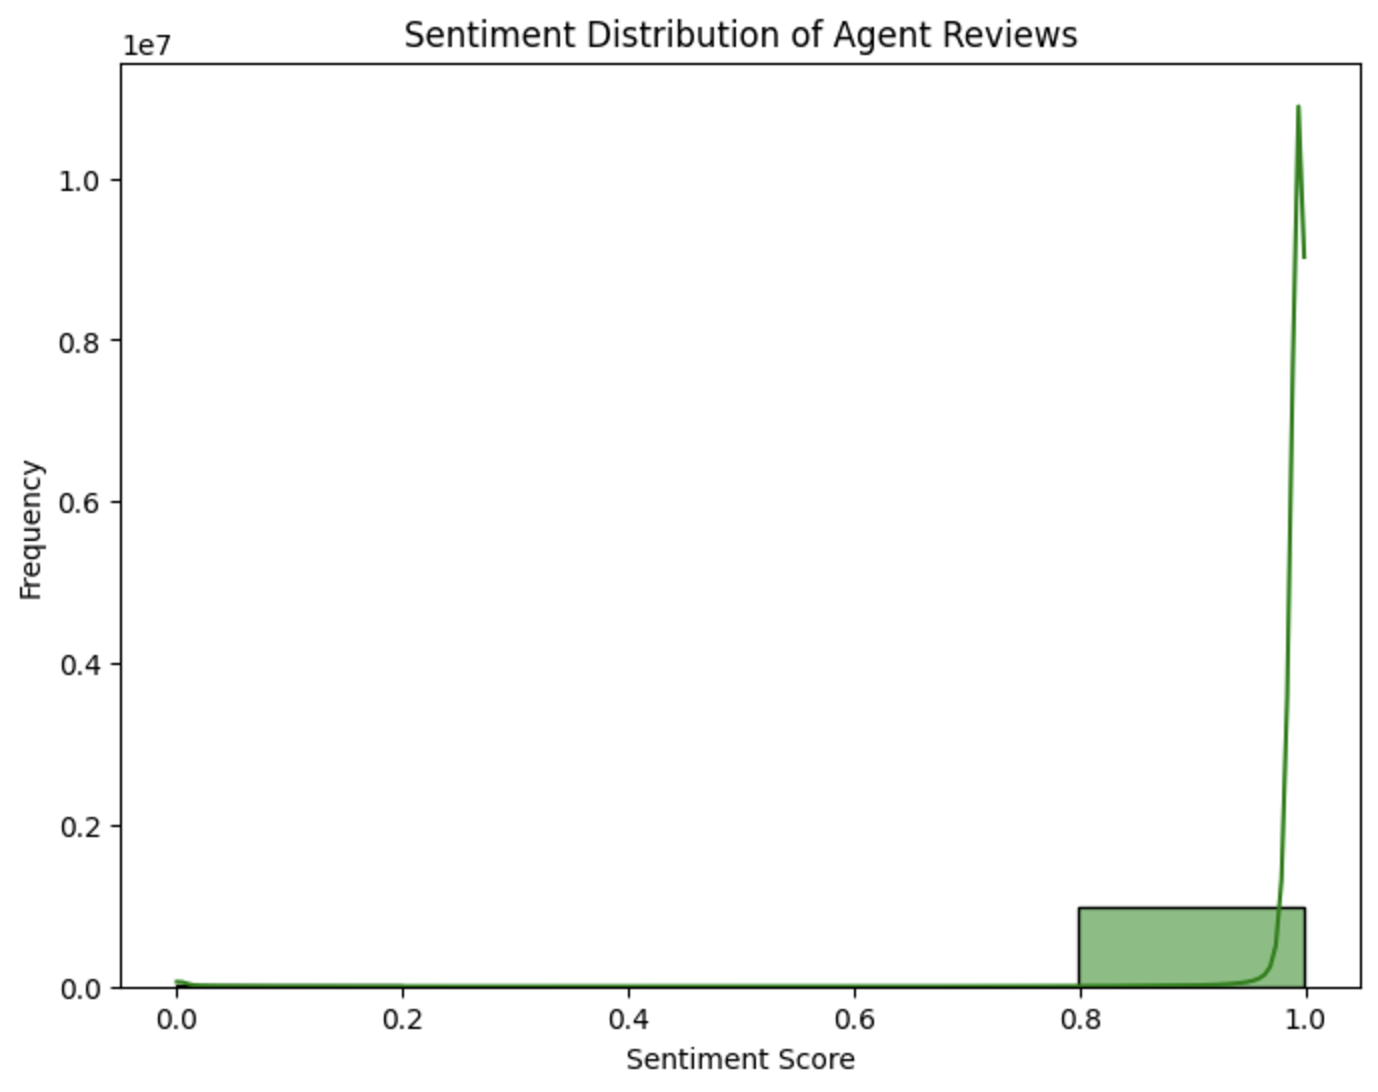 Sentiment Distribution of Agent Reviews
1e7
1.0
0.8
0.6
0.4
0.2
0.0
Frequency
0.0 0.2 0.4 0.6 0.8 1.0
Sentiment Score